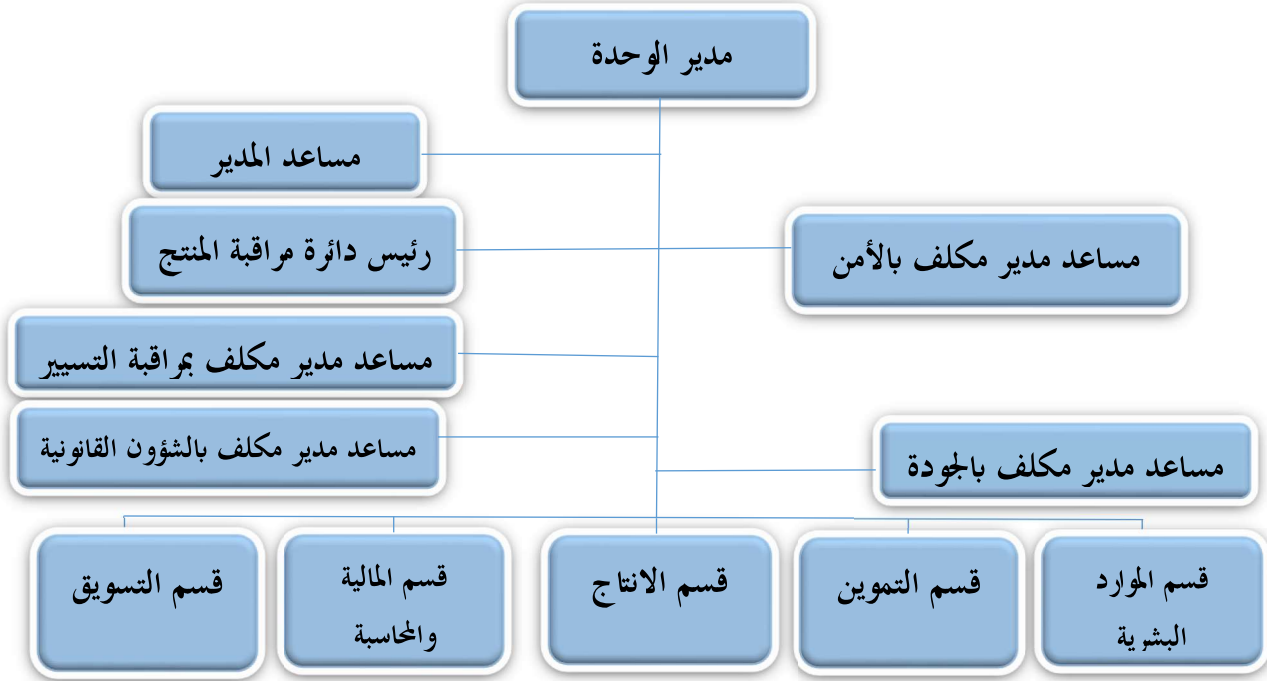 مدير الوحدة
مساعد المدير
مساعد مدير مكلف بالأمن
رئيس دائرة مراقبة المنتج
مساعد مدير مكلف بمراقبة التسيير
مساعد مدير مكلف بالشؤون القانونية
مساعد مدير مكلف بالجودة
قسم الموارد
البشرية
قسم التموين
قسم الانتاج
قسم المالية
والمحاسبة
قسم التسويق